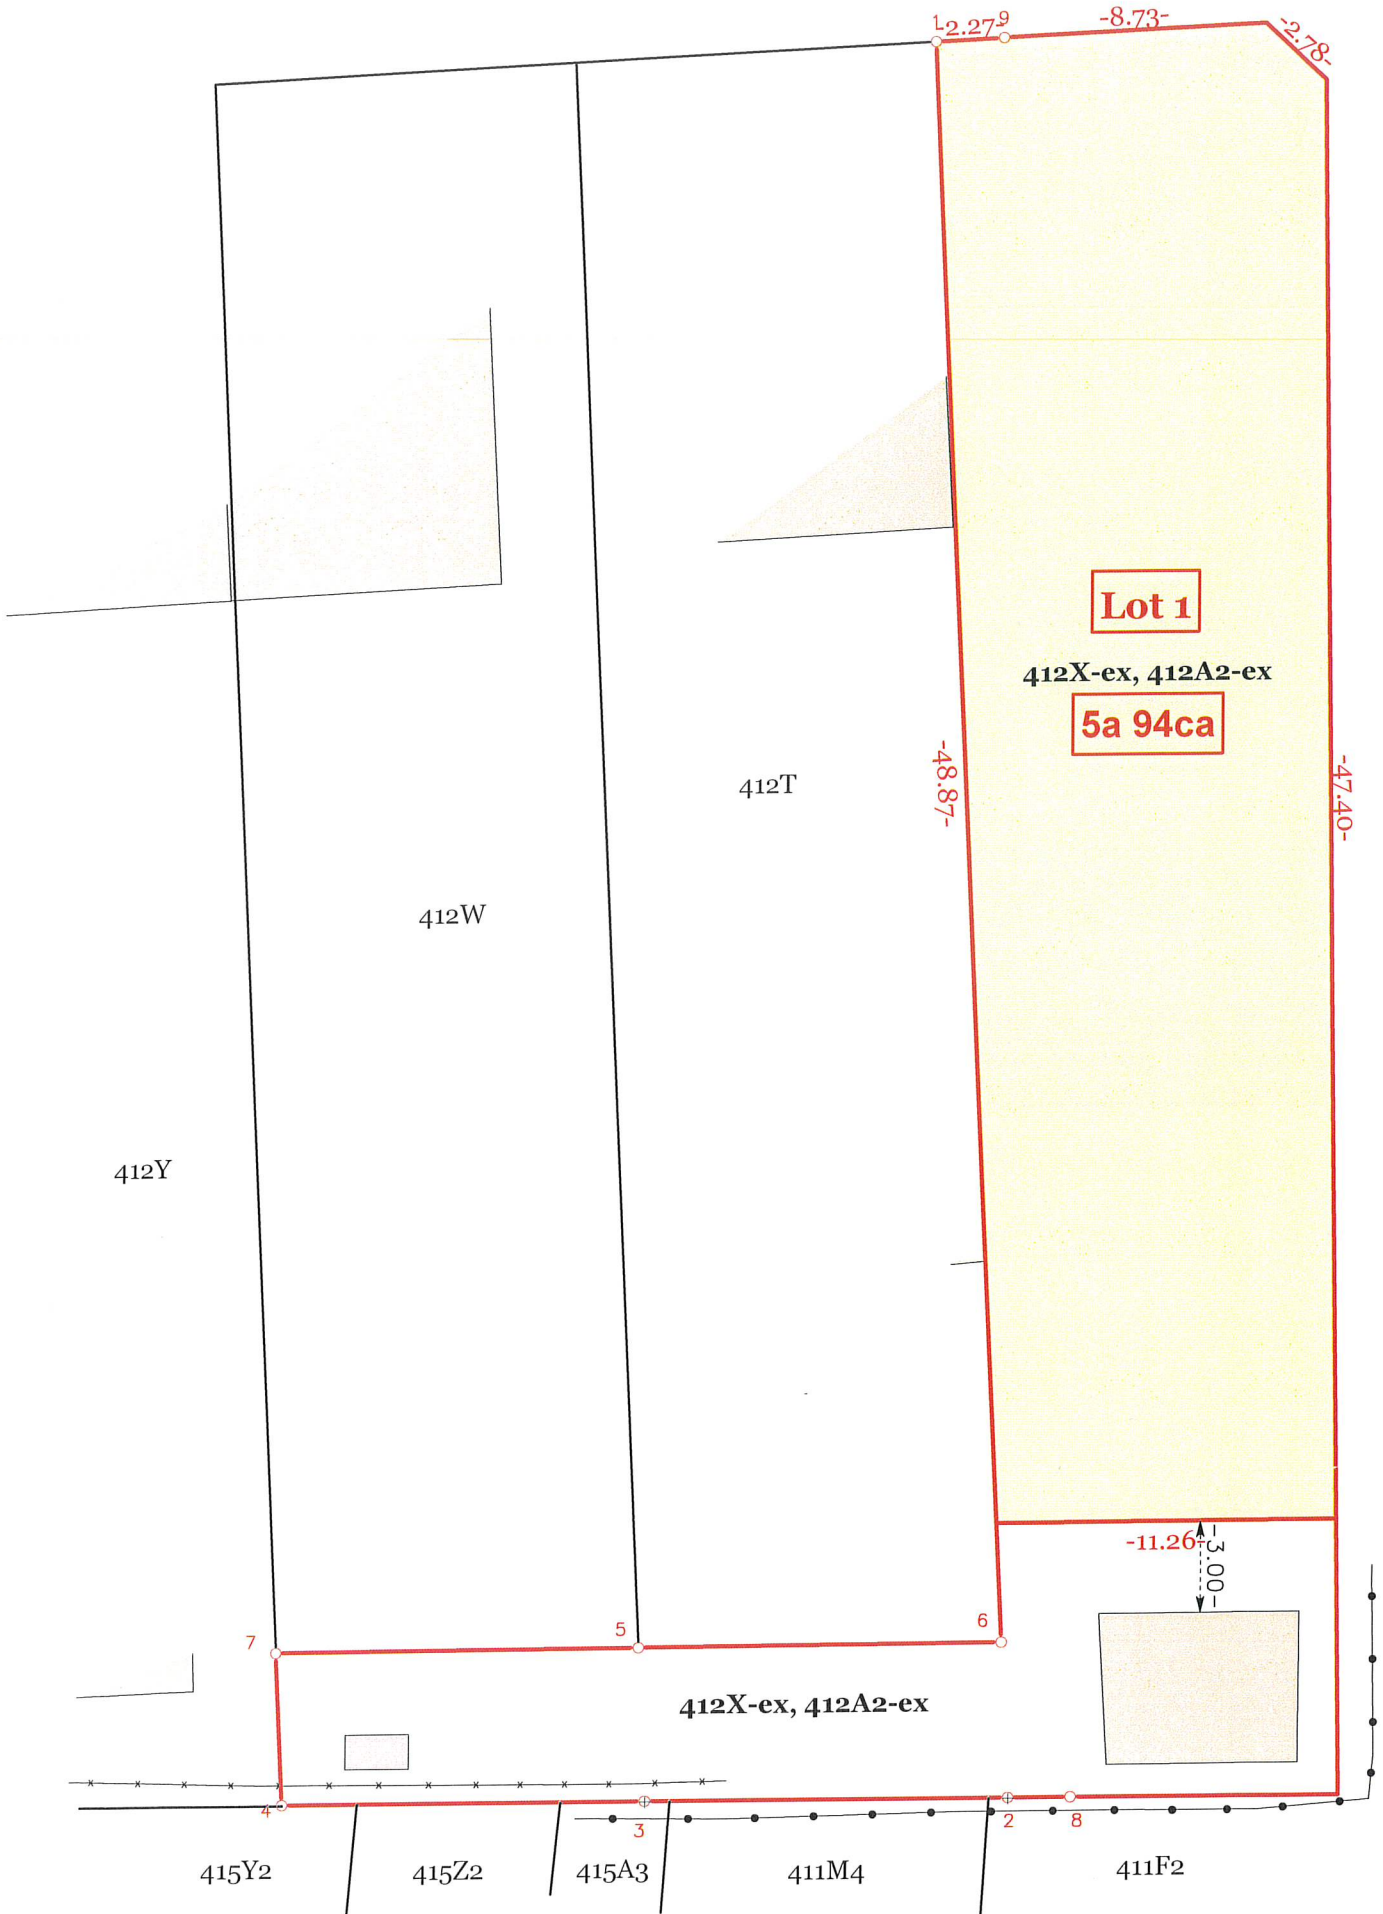 1
-2.27-
9
-8.73-
-2.78-
Lot 1
412X-ex, 412A2-ex
5a 94ca
-48.87-
-47.40-
412T
412W
412Y
-11.26-
-3.00-
7
5
6
412X-ex, 412A2-ex
4
3
2
8
415Y2
415Z2
415A3
411M4
411F2